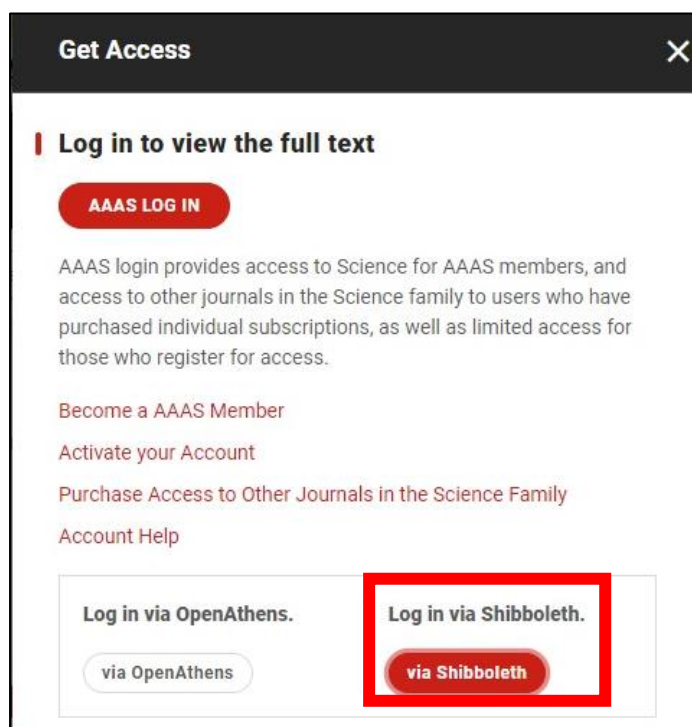 Get Access
Log in to view the full text
AAAS LOG IN
AAAS login provides access to Science for AAAS members, and
access to other journals in the Science family to users who have
purchased individual subscriptions, as well as limited access for
those who register for access.
Become a AAAS Member
Activate your Account
Purchase Access to Other Journals in the Science Family
Account Help
Log in via OpenAthens.
via OpenAthens
Log in via Shibboleth.
via Shibboleth